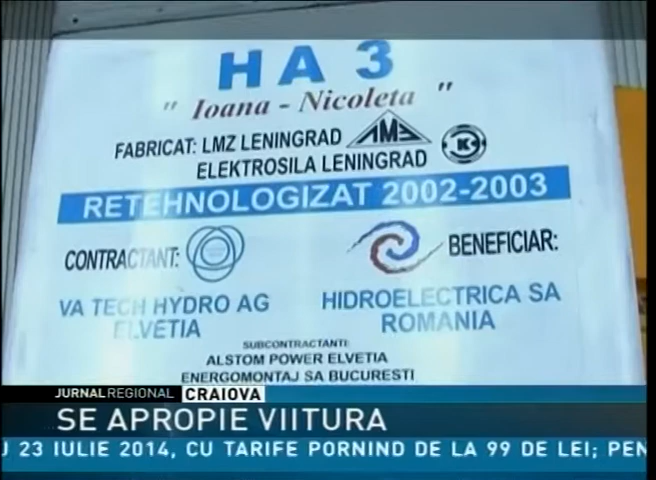 HA 3
" Ioana - Nicoleta "
FABRICAT: LMZ LENINGRAD
ELEKTROSILA LENINGRAD
RETEHNOLOGIZAT 2002-2003
CONTRACTANT:
BENEFICIAR:
VA TECH HYDRO AG
ELVETIA
HIDROELECTRICA SA
ROMANIA
SUBCONTRACTANTI:
ALSTOM POWER ELVETIA
ENERGOMONTAJ SA BUCURESTI
JURNALREGIONAL CRAIOVA
SE APROPIE VIITURA
23 IULIE 2014, CU TARIFE PORNIND DE LA 99 DE LEI; PEN